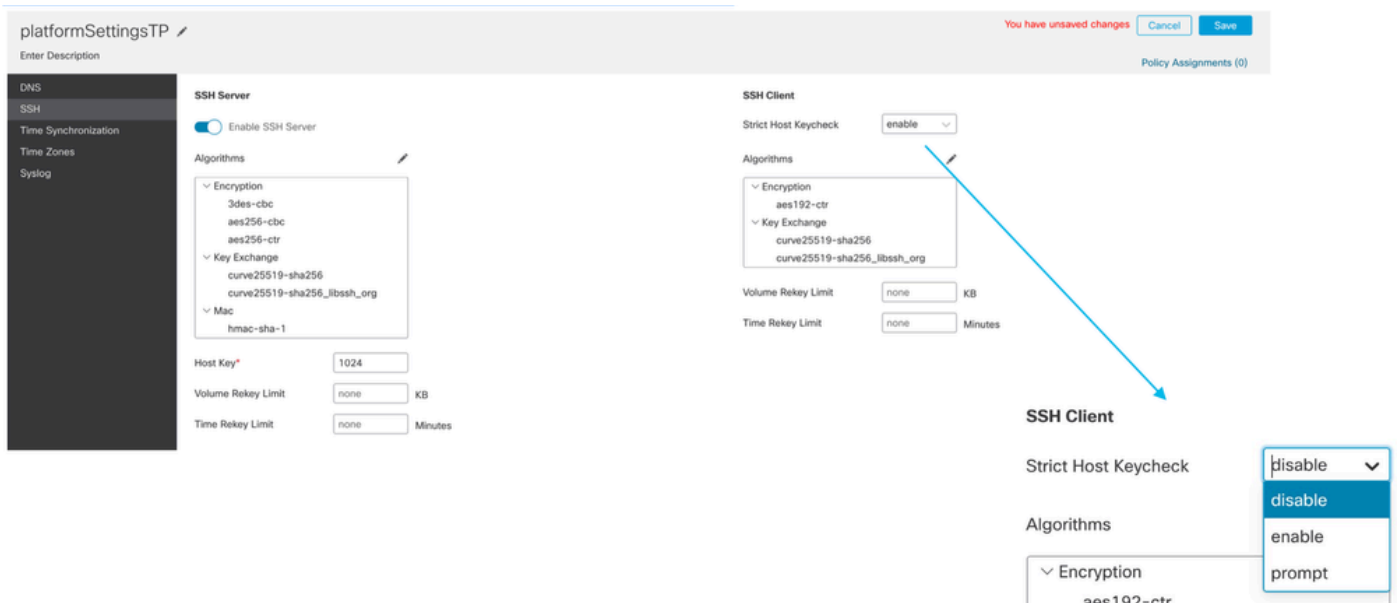 platformSettingsTP
Enter Description
You have unsaved changes
Cancel
Save
Policy Assignments (0)
DNS
SSH
Time Synchronization
Time Zones
Syslog
SSH Server
Enable SSH Server
Algorithms
Encryption
3des-cbc
aes256-cbc
aes256-ctr
Key Exchange
curve25519-sha256
curve25519-sha256_libssh_org
Mac
hmac-sha-1
Host Key* 1024
Volume Rekey Limit none KB
Time Rekey Limit none Minutes
SSH Client
Strict Host Keycheck enable
Algorithms
Encryption
aes192-ctr
Key Exchange
curve25519-sha256
curve25519-sha256_libssh_org
Volume Rekey Limit none KB
Time Rekey Limit none Minutes
SSH Client
Strict Host Keycheck disable
disable
enable
prompt
Algorithms
Encryption
aes192-ctr